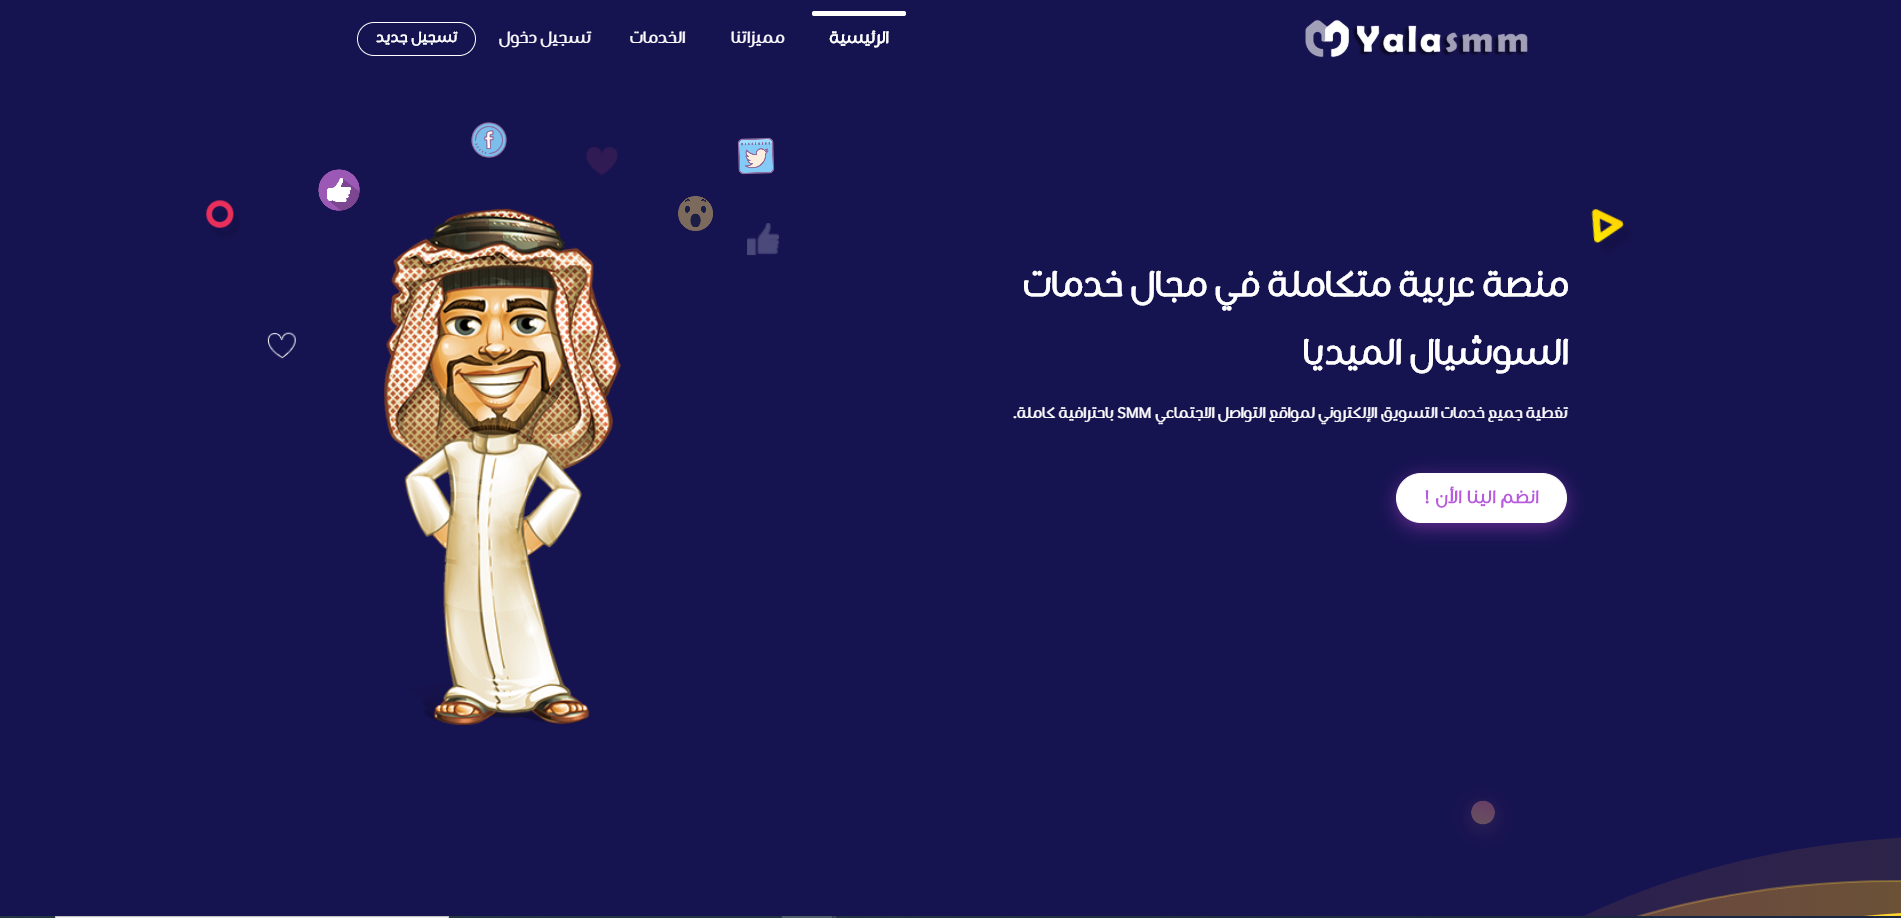 Yalasmm
الرئيسية
مميزاتنا
الخدمات
تسجيل دخول
تسجيل جديد
منصة عربية متكاملة في مجال خدمات
السوشيال الميديا
تغطية جميع خدمات التسويق الإلكتروني لمواقع التواصل الاجتماعي SMM باحترافية كاملة.
انضم الينا الأن !